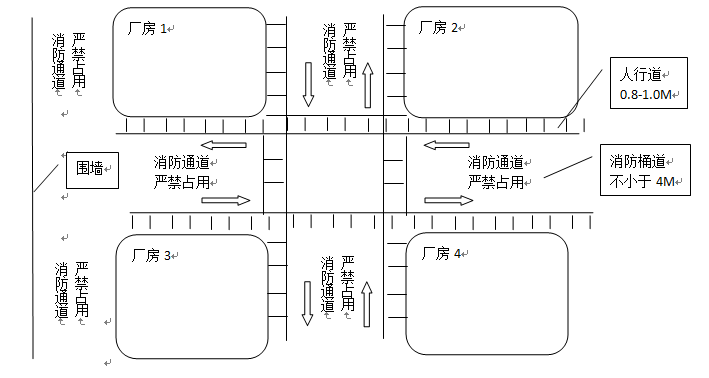 厂房 1
消防通道
严禁占用
消防通道
严禁占用
厂房 2
人行道
0.8-1.0M
围墙
消防通道
严禁占用
消防通道
严禁占用
消防桶道
不小于 4M
厂房 3
消防通道
严禁占用
消防通道
严禁占用
厂房 4